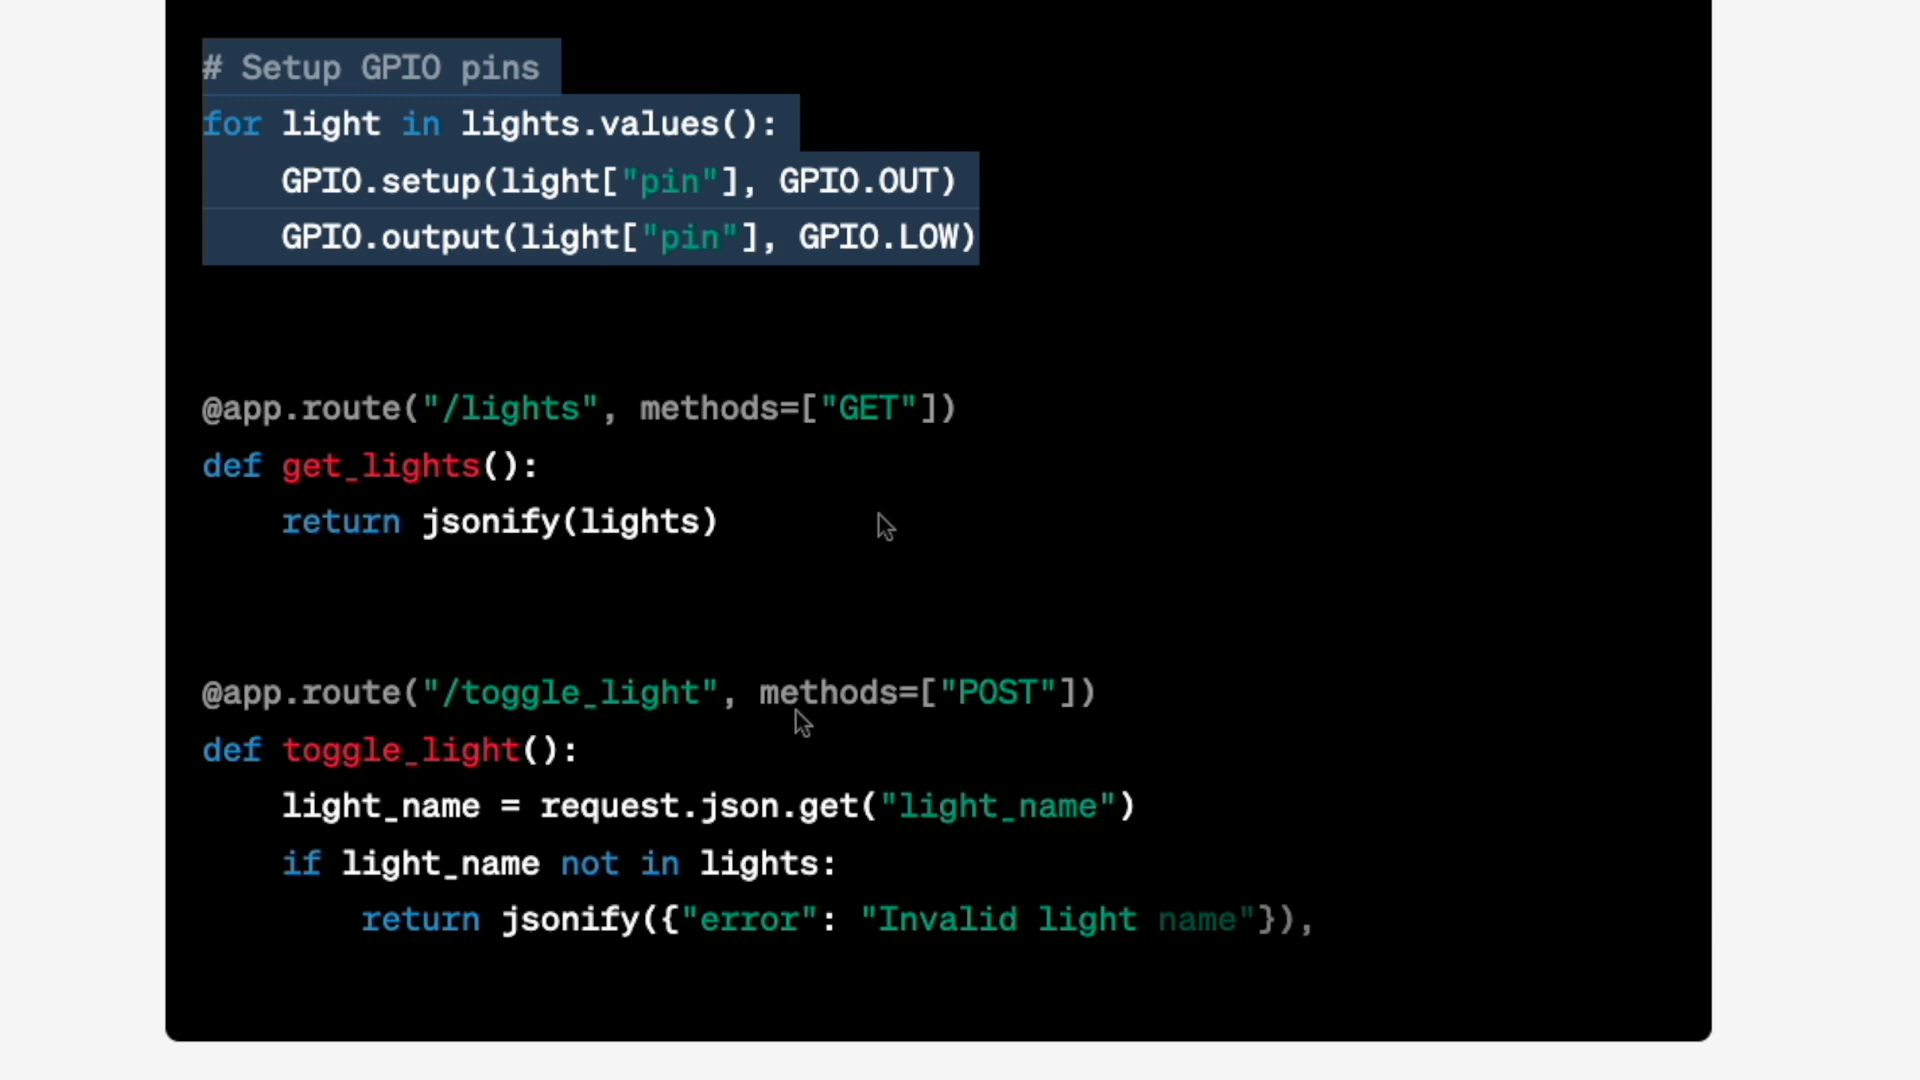 # Setup GPIO pins
for light in lights.values():
    GPIO.setup(light["pin"], GPIO.OUT)
    GPIO.output(light["pin"], GPIO.LOW)
@app.route("/lights", methods=["GET"])
def get_lights():
    return jsonify(lights)
@app.route("/toggle_light", methods=["POST"])
def toggle_light():
    light_name = request.json.get("light_name")
    if light_name not in lights:
        return jsonify({"error": "Invalid light name"}),